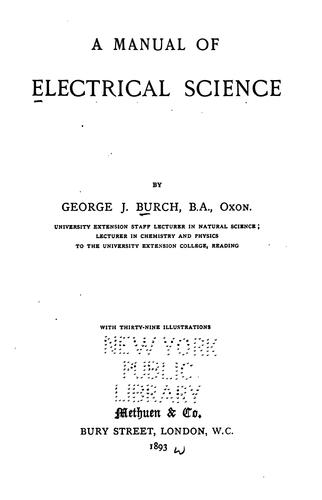 A MANUAL OF
ELECTRICAL SCIENCE
BY
GEORGE J. BURCH, B.A., OXON.
UNIVERSITY EXTENSION STAFF LECTURER IN NATURAL SCIENCE;
LECTURER IN CHEMISTRY AND PHYSICS
TO THE UNIVERSITY EXTENSION COLLEGE, READING
WITH THIRTY-NINE ILLUSTRATIONS
NEW YORK
PUBLIC
LIBRARY
Methuen & Co.
BURY STREET, LONDON, W.C.
1893